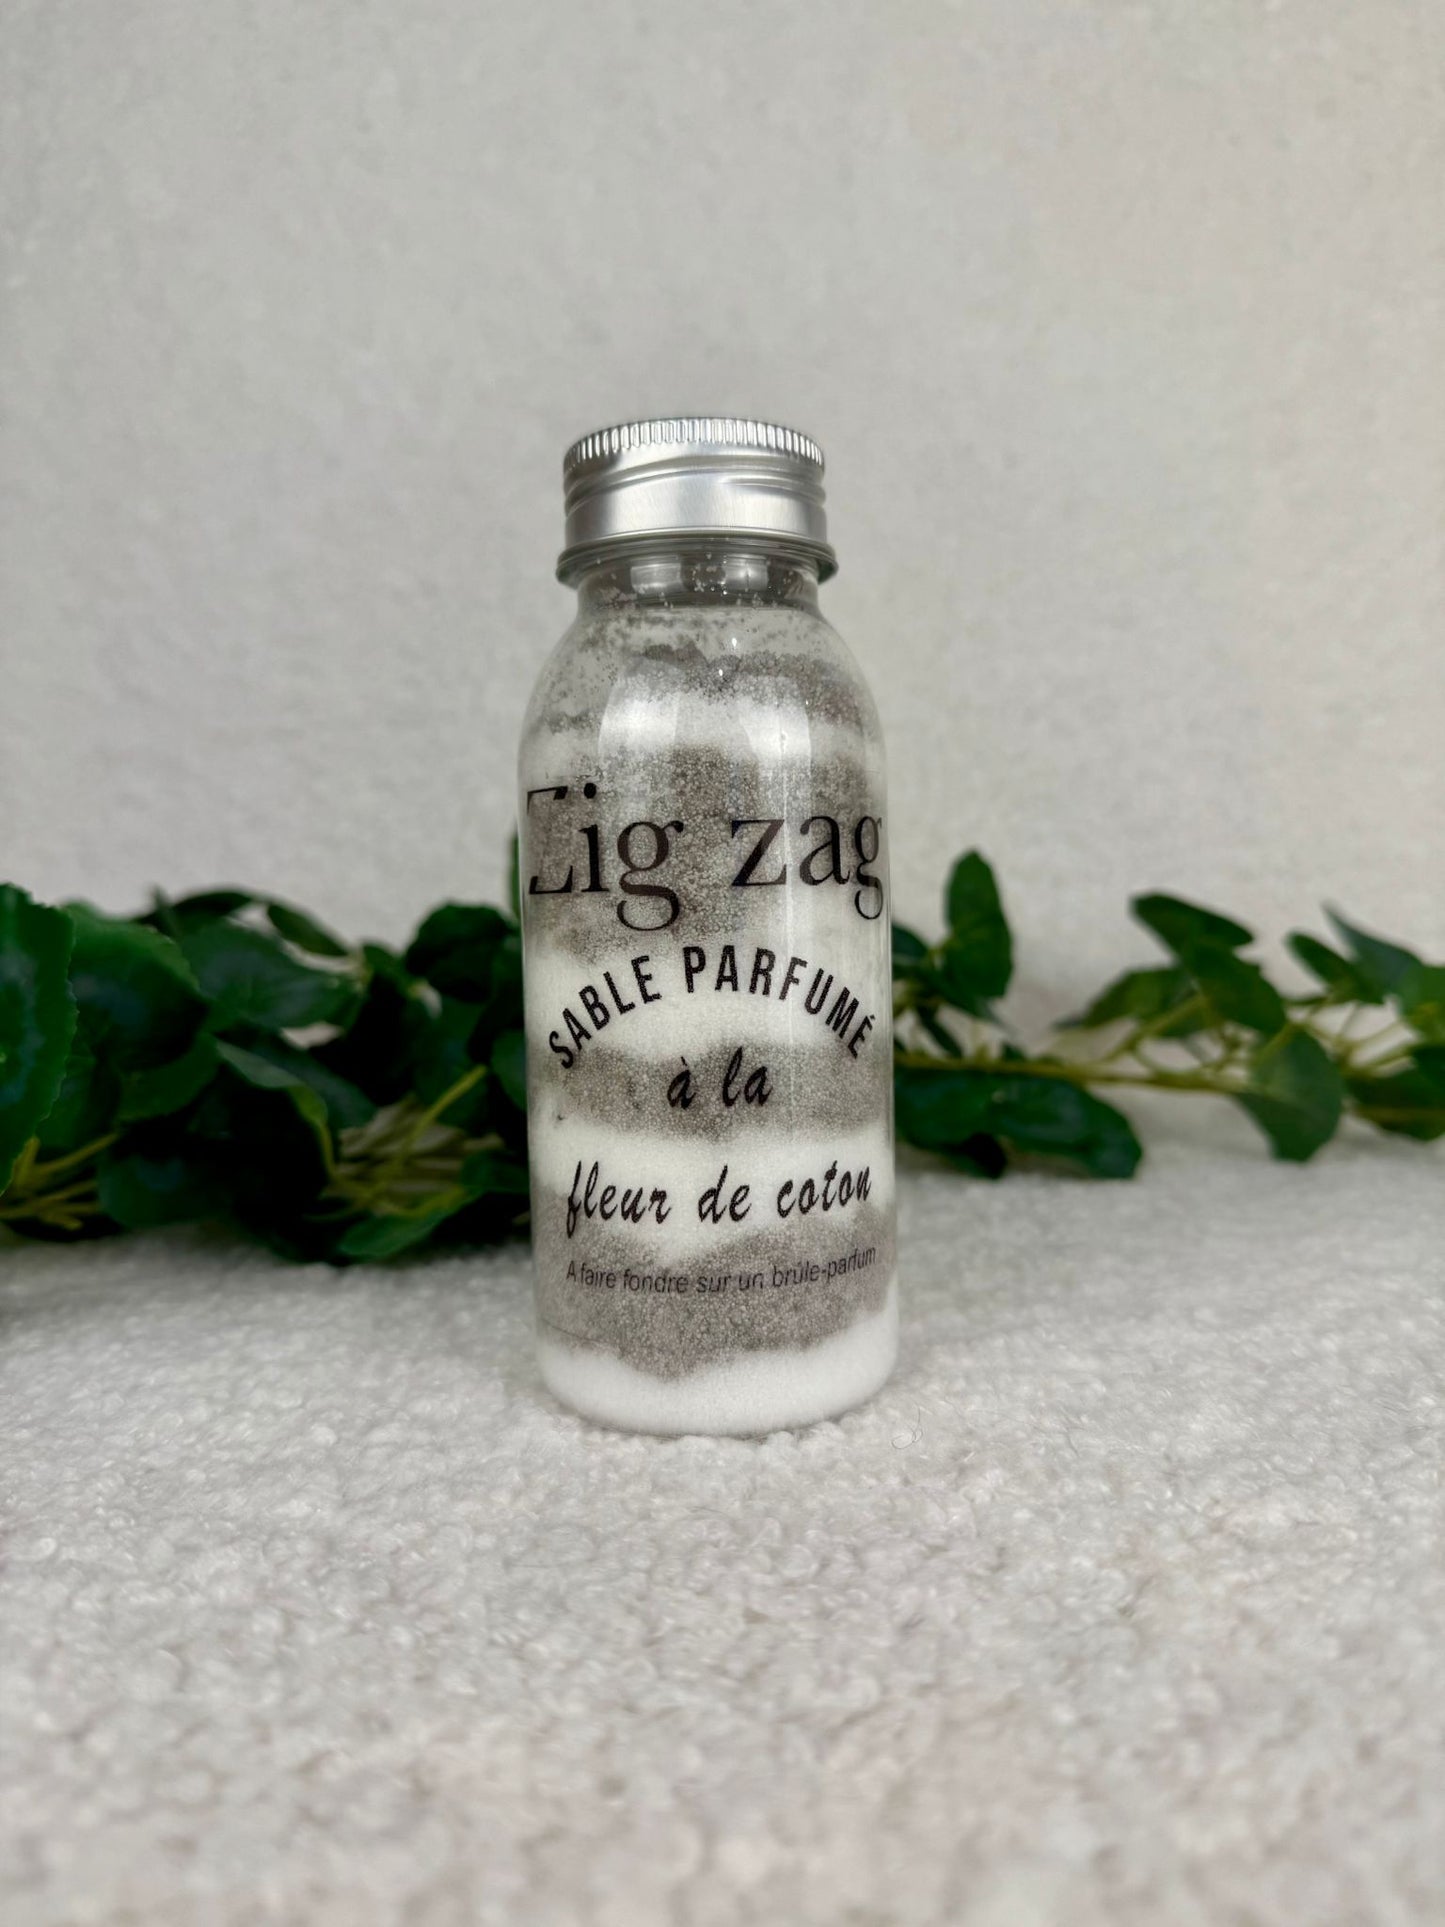 Zig zag
SABLE PARFUMÉ
à la
fleur de coton
A faire fondre sur un brûle-parfum